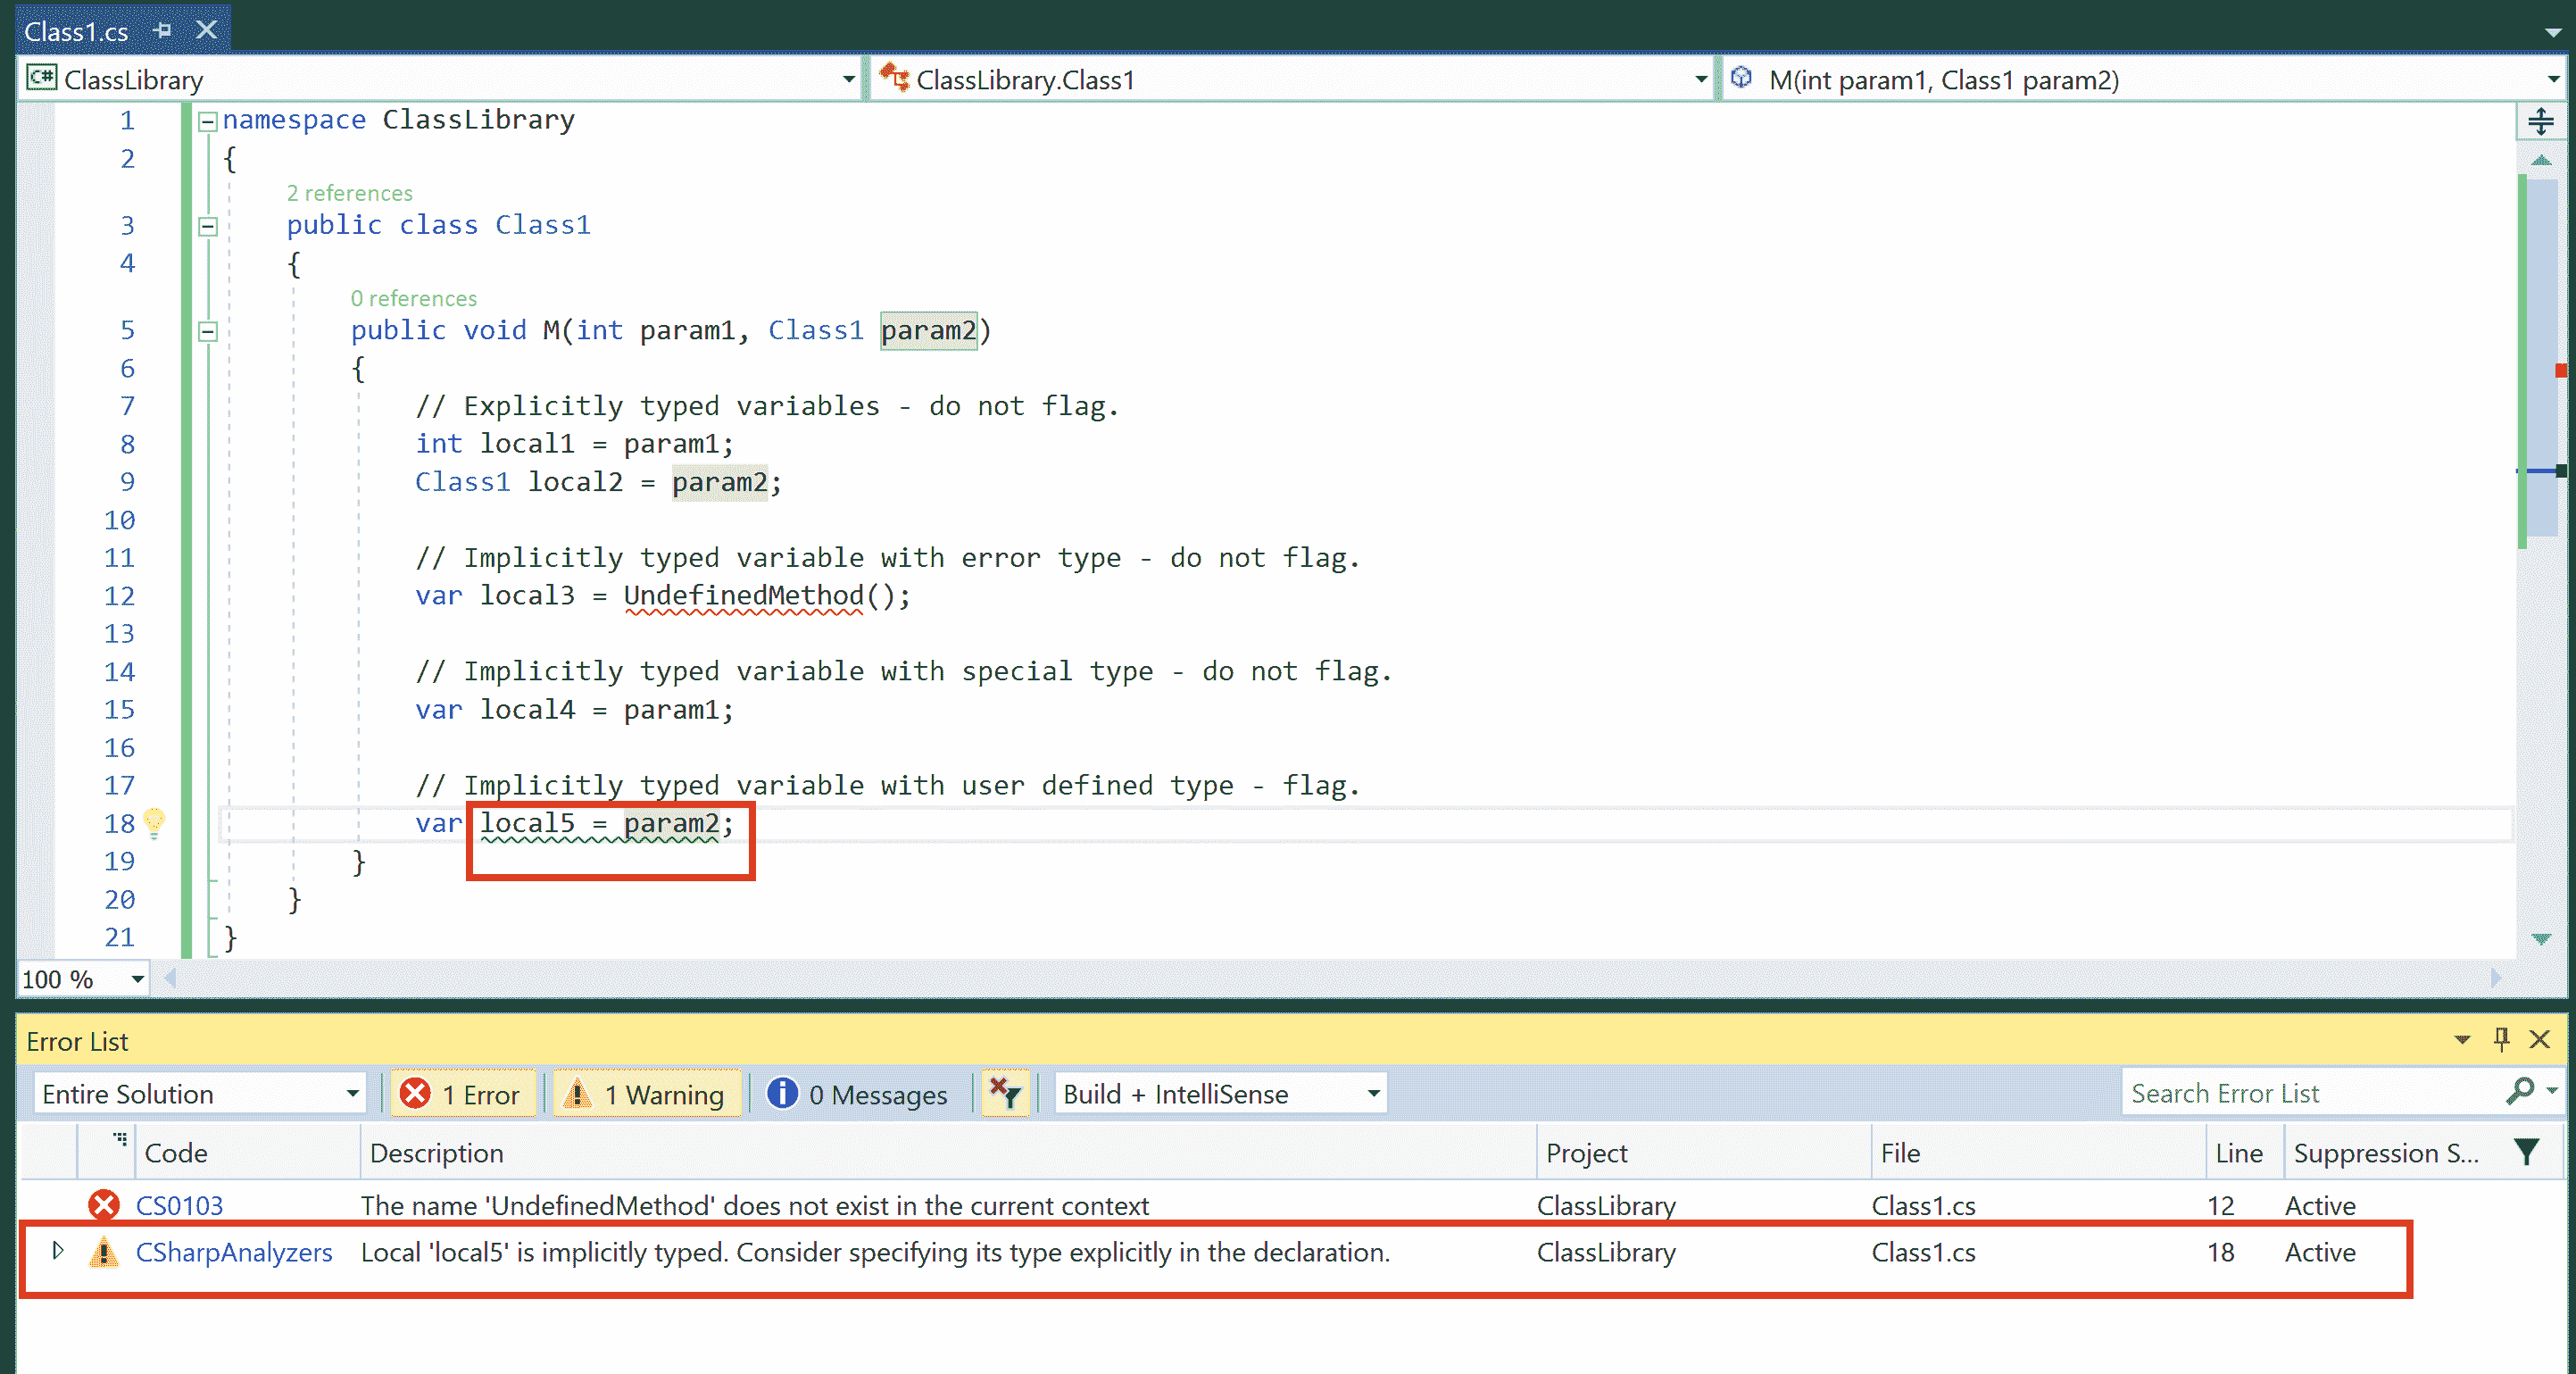 Class1.cs
C# ClassLibrary ClassLibrary.Class1 M(int param1, Class1 param2)
1 namespace ClassLibrary
2 {
2 references
3 public class Class1
4 {
0 references
5 public void M(int param1, Class1 param2)
6 {
7 // Explicitly typed variables - do not flag.
8 int local1 = param1;
9 Class1 local2 = param2;
10
11 // Implicitly typed variable with error type - do not flag.
12 var local3 = UndefinedMethod();
13
14 // Implicitly typed variable with special type - do not flag.
15 var local4 = param1;
16
17 // Implicitly typed variable with user defined type - flag.
18 var local5 = param2;
19 }
20 }
21 }
100 %
Error List
Entire Solution 1 Error 1 Warning 0 Messages Build + IntelliSense Search Error List
Code Description Project File Line Suppression S...
CS0103 The name 'UndefinedMethod' does not exist in the current context ClassLibrary Class1.cs 12 Active
CSharpAnalyzers Local 'local5' is implicitly typed. Consider specifying its type explicitly in the declaration. ClassLibrary Class1.cs 18 Active